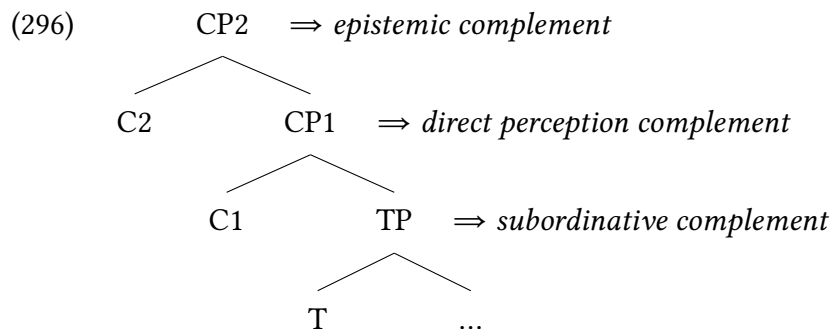 (296) CP2 ⇒ epistemic complement
C2 CP1 ⇒ direct perception complement
C1 TP ⇒ subordinative complement
T ...